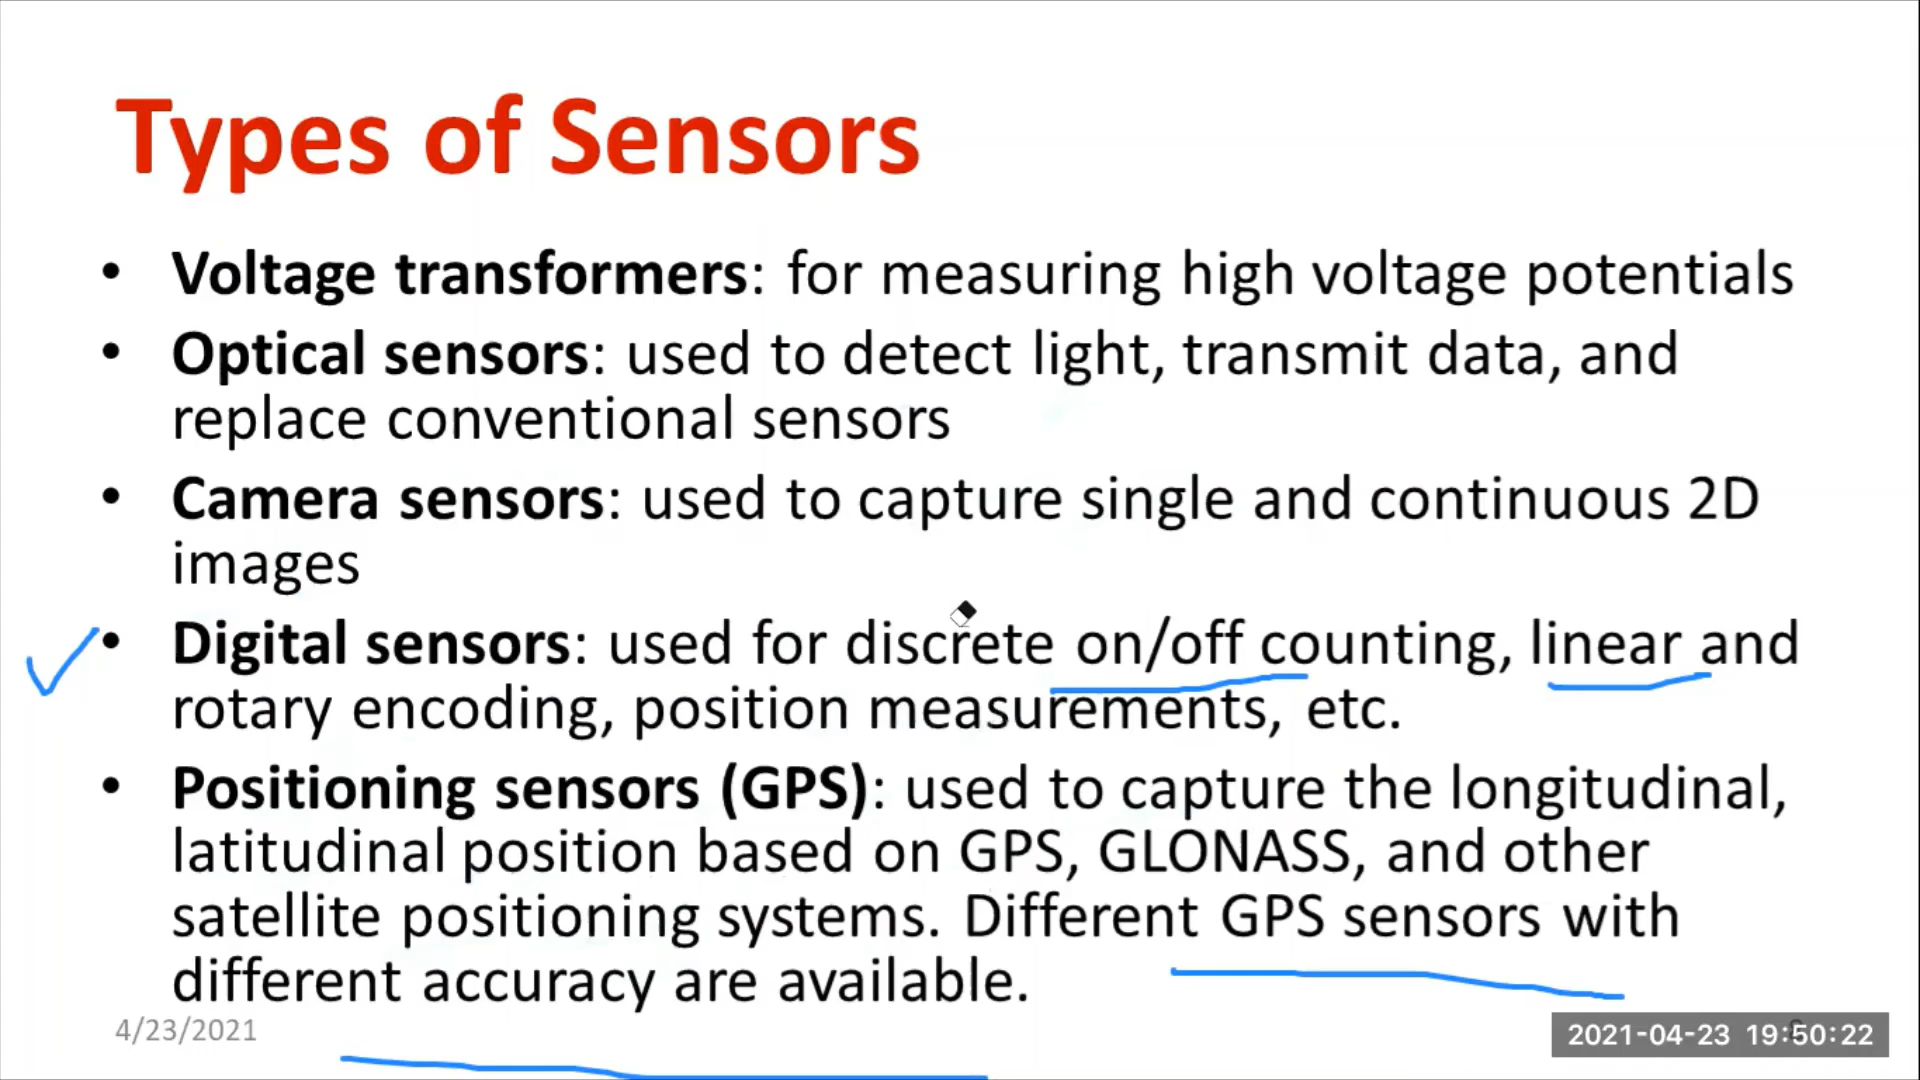 Types of Sensors
• Voltage transformers: for measuring high voltage potentials
• Optical sensors: used to detect light, transmit data, and
replace conventional sensors
• Camera sensors: used to capture single and continuous 2D
images
• Digital sensors: used for discrete on/off counting, linear and
rotary encoding, position measurements, etc.
• Positioning sensors (GPS): used to capture the longitudinal,
latitudinal position based on GPS, GLONASS, and other
satellite positioning systems. Different GPS sensors with
different accuracy are available.
4/23/2021
2021-04-23 19:50:22